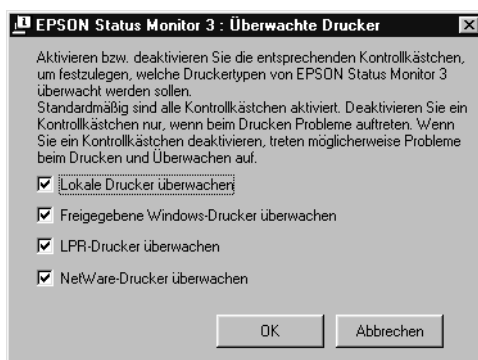 EPSON Status Monitor 3 : Überwachte Drucker
Aktivieren bzw. deaktivieren Sie die entsprechenden Kontrollkästchen,
um festzulegen, welche Druckertypen von EPSON Status Monitor 3
überwacht werden sollen.
Standardmäßig sind alle Kontrollkästchen aktiviert. Deaktivieren Sie ein
Kontrollkästchen nur, wenn beim Drucken Probleme auftreten. Wenn
Sie ein Kontrollkästchen deaktivieren, treten möglicherweise Probleme
beim Drucken und Überwachen auf.
Lokale Drucker überwachen
Freigegebene Windows-Drucker überwachen
LPR-Drucker überwachen
NetWare-Drucker überwachen
OK Abbrechen